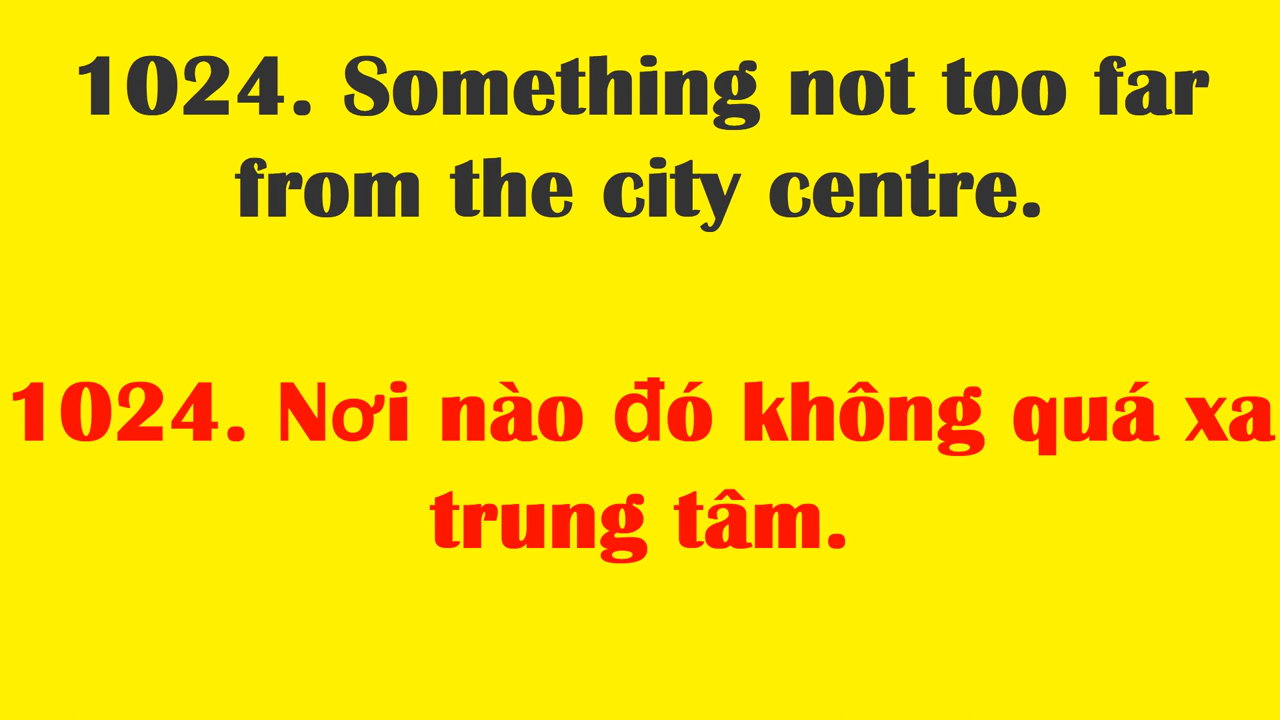 1024. Something not too far
from the city centre.
1024. Nơi nào đó không quá xa
trung tâm.